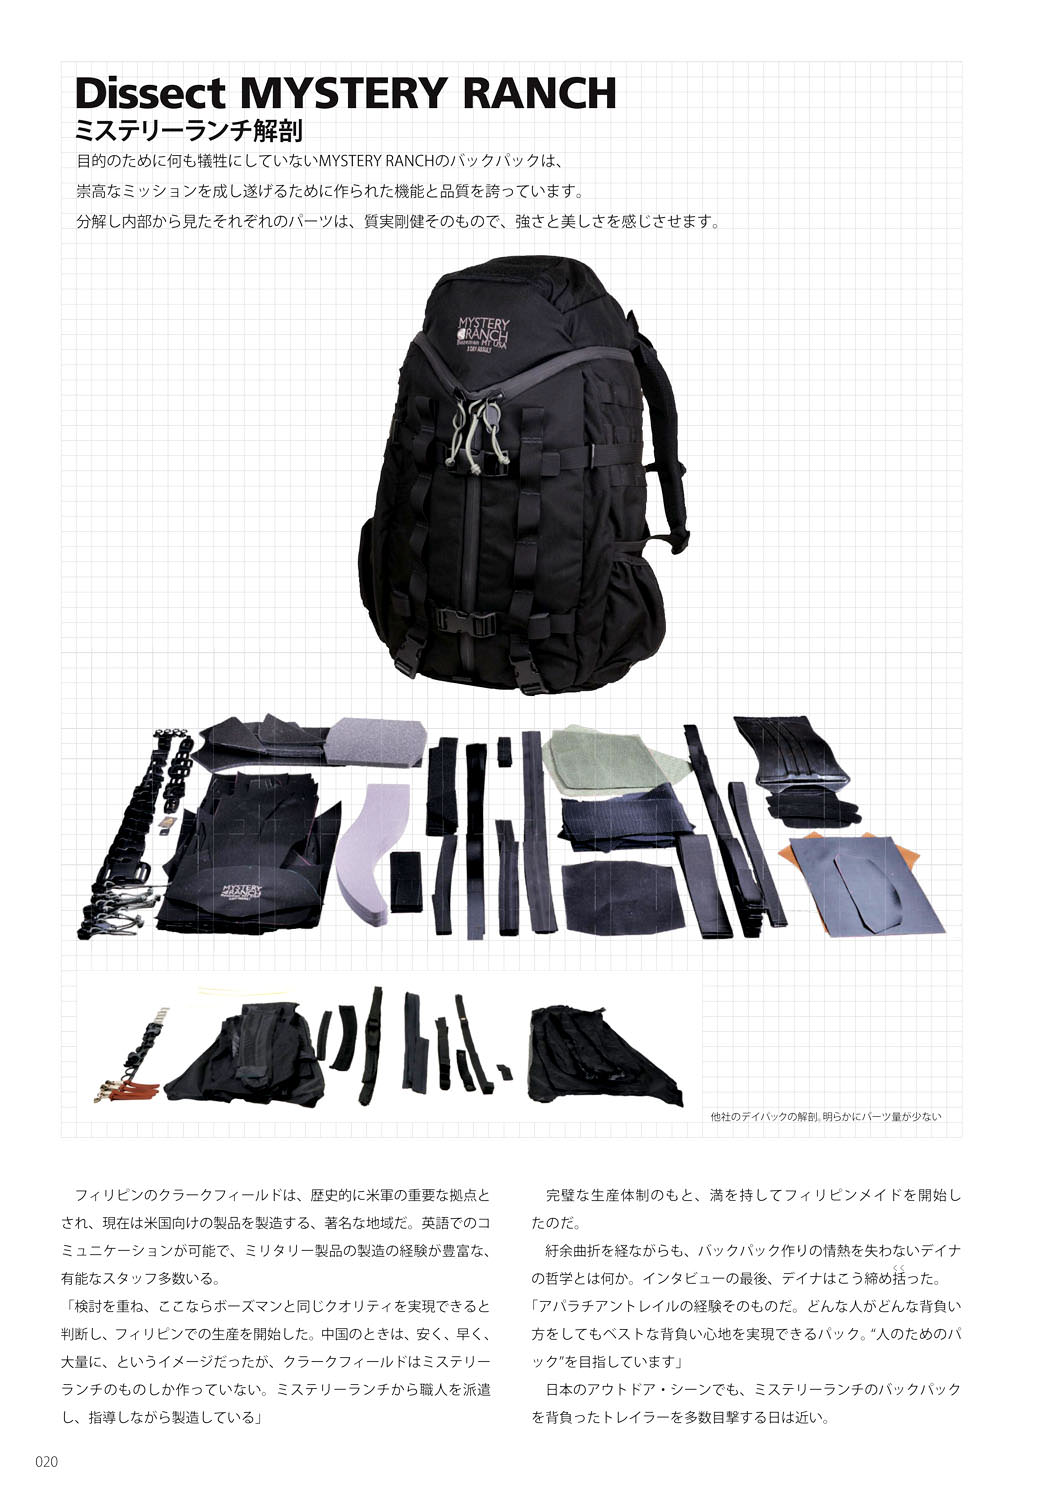 Dissect MYSTERY RANCH
ミステリーランチ解剖
目的のために何も犠牲にしていないMYSTERY RANCHのバックパックは、
崇高なミッションを成し遂げるために作られた機能と品質を誇っています。
分解し内部から見たそれぞれのパーツは、質実剛健そのもので、強さと美しさを感じさせます。
MYSTERY
RANCH
Bozeman MT USA
3 DAY ASSAULT
MYSTERY
RANCH
他社のデイパックの解剖。明らかにパーツ量が少ない
フィリピンのクラークフィールドは、歴史的に米軍の重要な拠点と
され、現在は米国向けの製品を製造する、著名な地域だ。英語でのコ
ミュニケーションが可能で、ミリタリー製品の製造の経験が豊富な、
有能なスタッフ多数いる。
「検討を重ね、ここならボーズマンと同じクオリティを実現できると
判断し、フィリピンでの生産を開始した。中国のときは、安く、早く、
大量に、というイメージだったが、クラークフィールドはミステリー
ランチのものしか作っていない。ミステリーランチから職人を派遣
し、指導しながら製造している」
完璧な生産体制のもと、満を持してフィリピンメイドを開始し
たのだ。
紆余曲折を経ながらも、バックパック作りの情熱を失わないデイナ
の哲学とは何か。インタビューの最後、デイナはこう締め括った。
くく
「アパラチアントレイルの経験そのものだ。どんな人がどんな背負い
方をしてもベストな背負い心地を実現できるパック。“人のためのパ
ック”を目指しています」
日本のアウトドア・シーンでも、ミステリーランチのバックパック
を背負ったトレイラーを多数目撃する日は近い。
020